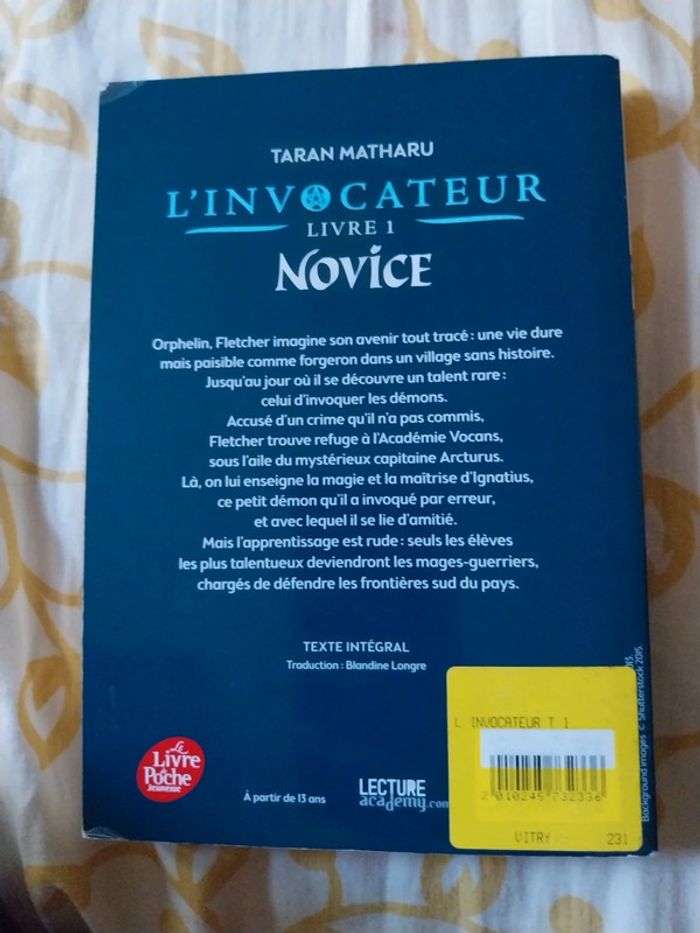 TARAN MATHARU
L'INVOCATEUR
LIVRE 1
NOVICE
Orphelin, Fletcher imagine son avenir tout tracé : une vie dure
mais paisible comme forgeron dans un village sans histoire.
Jusqu'au jour où il se découvre un talent rare :
celui d'invoquer les démons.
Accusé d'un crime qu'il n'a pas commis,
Fletcher trouve refuge à l'Académie Vocans,
sous l'aile du mystérieux capitaine Arcturus.
Là, on lui enseigne la magie et la maîtrise d'Ignatius,
ce petit démon qu'il a invoqué par erreur,
et avec lequel il se lie d'amitié.
Mais l'apprentissage est rude : seuls les élèves
les plus talentueux deviendront les mages-guerriers,
chargés de défendre les frontières sud du pays.
TEXTE INTÉGRAL
Traduction : Blandine Longre
Le
Livre
de
Poche
Jeunesse
À partir de 13 ans
LECTURE
academy.com
L INVOCATEUR T 1
2 010245 732336
VITRY 231
Background images © Shutterstock 2015.